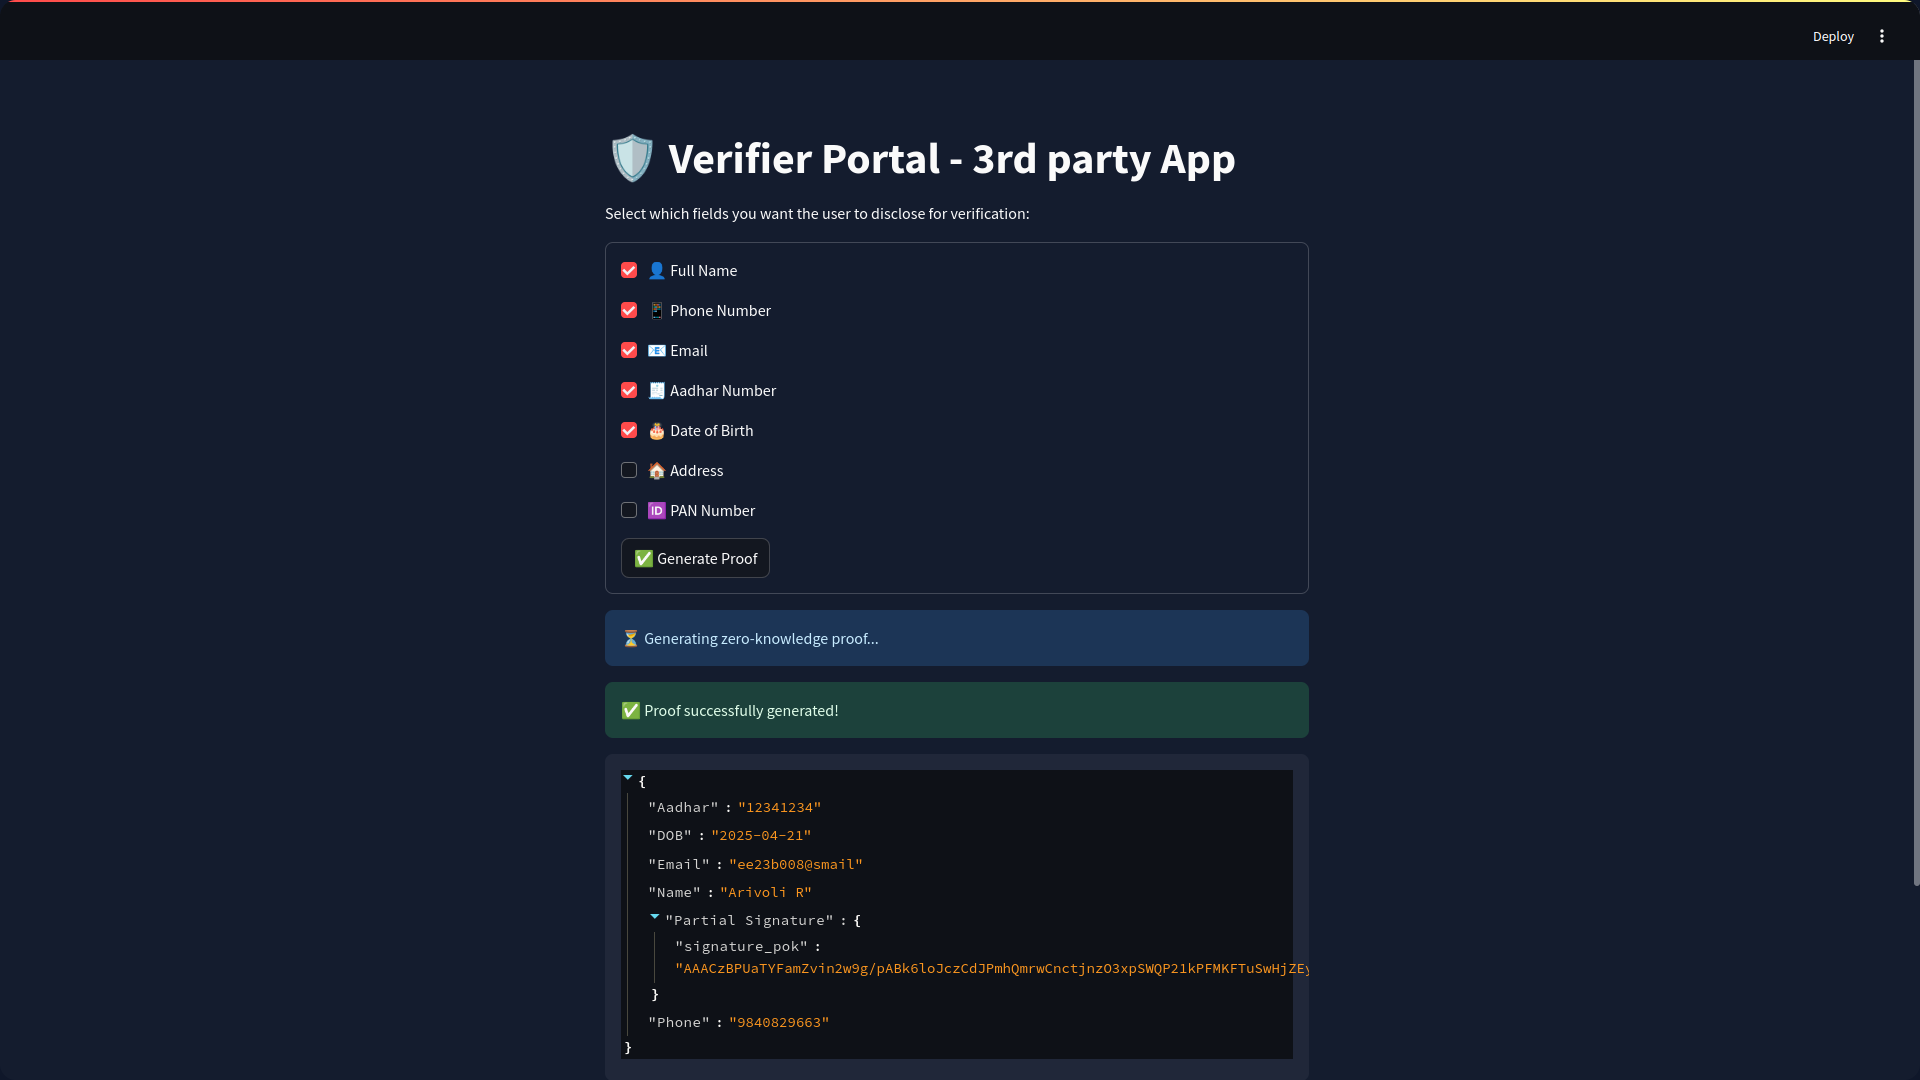 Deploy
Verifier Portal - 3rd party App
Select which fields you want the user to disclose for verification:
Full Name
Phone Number
Email
Aadhar Number
Date of Birth
Address
PAN Number
Generate Proof
Generating zero-knowledge proof...
Proof successfully generated!
{
"Aadhar" : "12341234"
"DOB" : "2025-04-21"
"Email" : "ee23b008@smail"
"Name" : "Arivoli R"
"Partial Signature" : {
"signature_pok" :
"AAACzBPUaTYFamZvin2w9g/pABk6loJczCdJPmhQmrwCnctjnzO3xpSWQP21kPFMKFTuSwHjZEy
}
"Phone" : "9840829663"
}